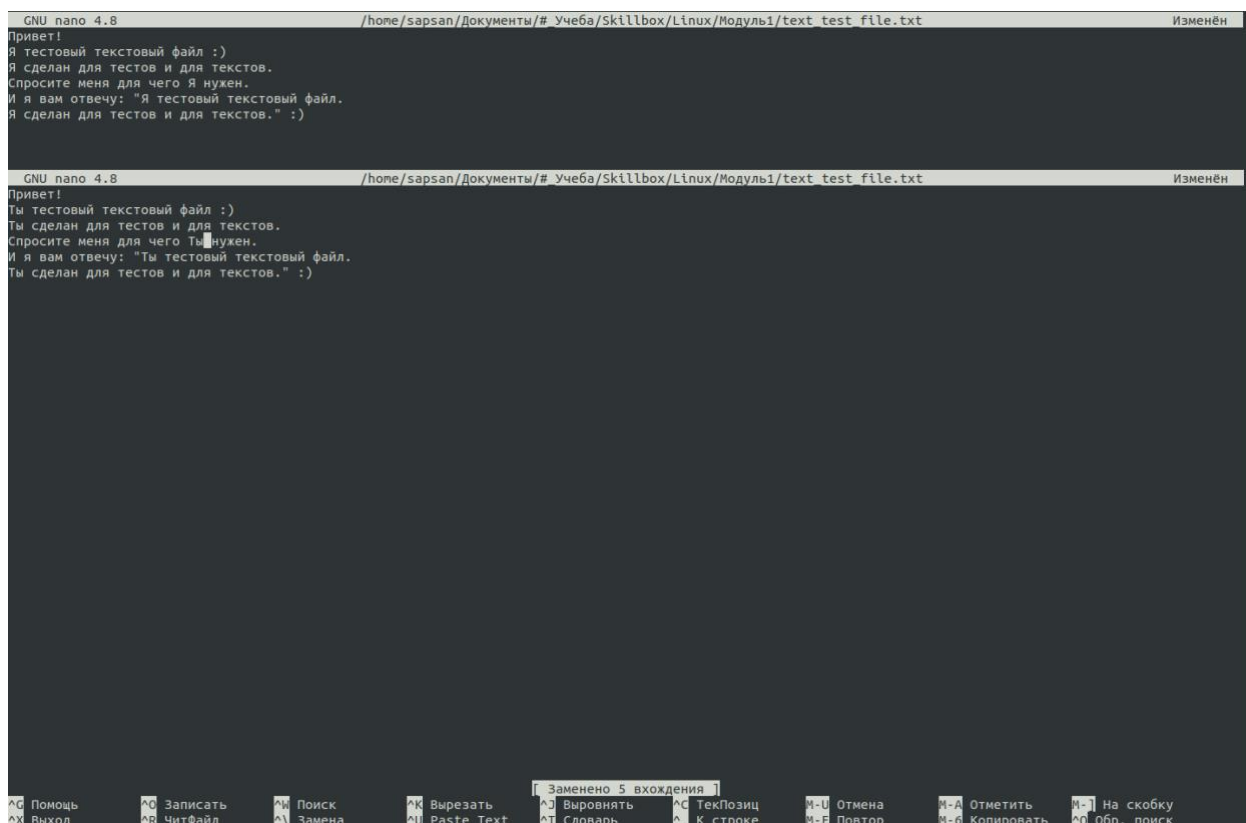 GNU nano 4.8 /home/sapsan/Документы/#_Учеба/Skillbox/Linux/Модуль1/text_test_file.txt Изменён
Привет!
Я тестовый текстовый файл :)
Я сделан для тестов и для текстов.
Спросите меня для чего Я нужен.
И я вам отвечу: "Я тестовый текстовый файл.
Я сделан для тестов и для текстов." :)
GNU nano 4.8 /home/sapsan/Документы/#_Учеба/Skillbox/Linux/Модуль1/text_test_file.txt Изменён
Привет!
Ты тестовый текстовый файл :)
Ты сделан для тестов и для текстов.
Спросите меня для чего Ты нужен.
И я вам отвечу: "Ты тестовый текстовый файл.
Ты сделан для тестов и для текстов." :)
[ Заменено 5 вхождения ]
^G Помощь ^O Записать ^W Поиск ^K Вырезать ^J Выровнять ^C ТекПозиц M-U Отмена M-A Отметить M-] На скобку
^X Выход ^R ЧитФайл ^\ Замена ^U Paste Text ^T Словарь ^_ К строке M-E Повтор M-6 Копировать ^Q Обр. поиск